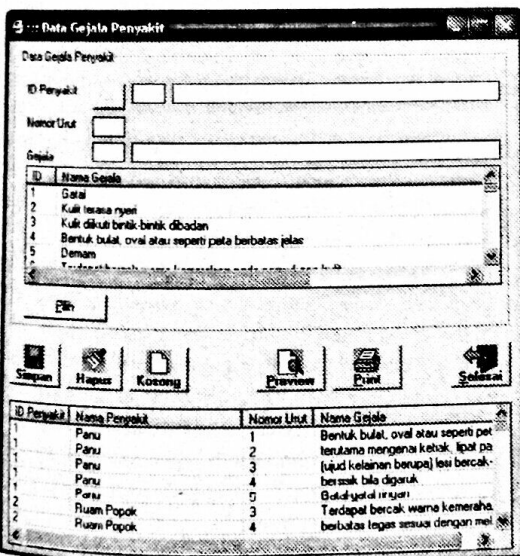 ::: Data Gejala Penyakit
Data Gejala Penyakit
ID Penyakit
Nomor Urut
Gejala
ID Nama Gejala
1 Gatal
2 Kulit terasa nyeri
3 Kulit diikuti bintik-bintik dibadan
4 Bentuk bulat, oval atau seperti peta berbatas jelas
5 Demam
Pilih
Simpan Hapus Kosong Preview Print Selesai
ID Penyakit Nama Penyakit Nomor Urut Nama Gejala
1 Panu 1 Bentuk bulat, oval atau seperti pet
1 Panu 2 terutama mengenai ketiak, lipat pa
1 Panu 3 (ujud kelainan berupa) lesi bercak-
1 Panu 4 bersisik bila digaruk
1 Panu 5 Gatal-gatal ringan
2 Ruam Popok 3 Terdapat bercak warna kemeraha
2 Ruam Popok 4 berbatas tegas sesuai dengan mel